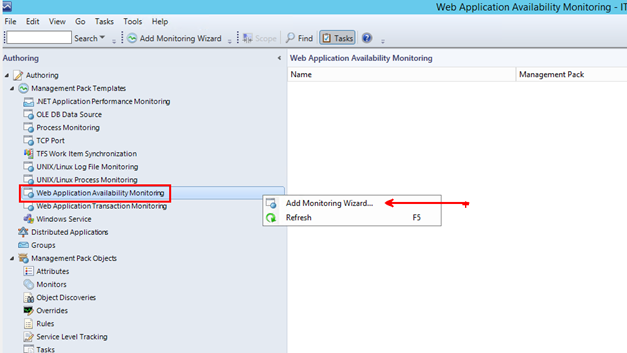 Web Application Availability Monitoring - IT
File Edit View Go Tasks Tools Help
Search Add Monitoring Wizard Scope Find Tasks
Authoring
Web Application Availability Monitoring
Name Management Pack
Authoring
Management Pack Templates
.NET Application Performance Monitoring
OLE DB Data Source
Process Monitoring
TCP Port
TFS Work Item Synchronization
UNIX/Linux Log File Monitoring
UNIX/Linux Process Monitoring
Web Application Availability Monitoring
Add Monitoring Wizard...
Web Application Transaction Monitoring
Refresh F5
Windows Service
Distributed Applications
Groups
Management Pack Objects
Attributes
Monitors
Object Discoveries
Overrides
Rules
Service Level Tracking
Tasks